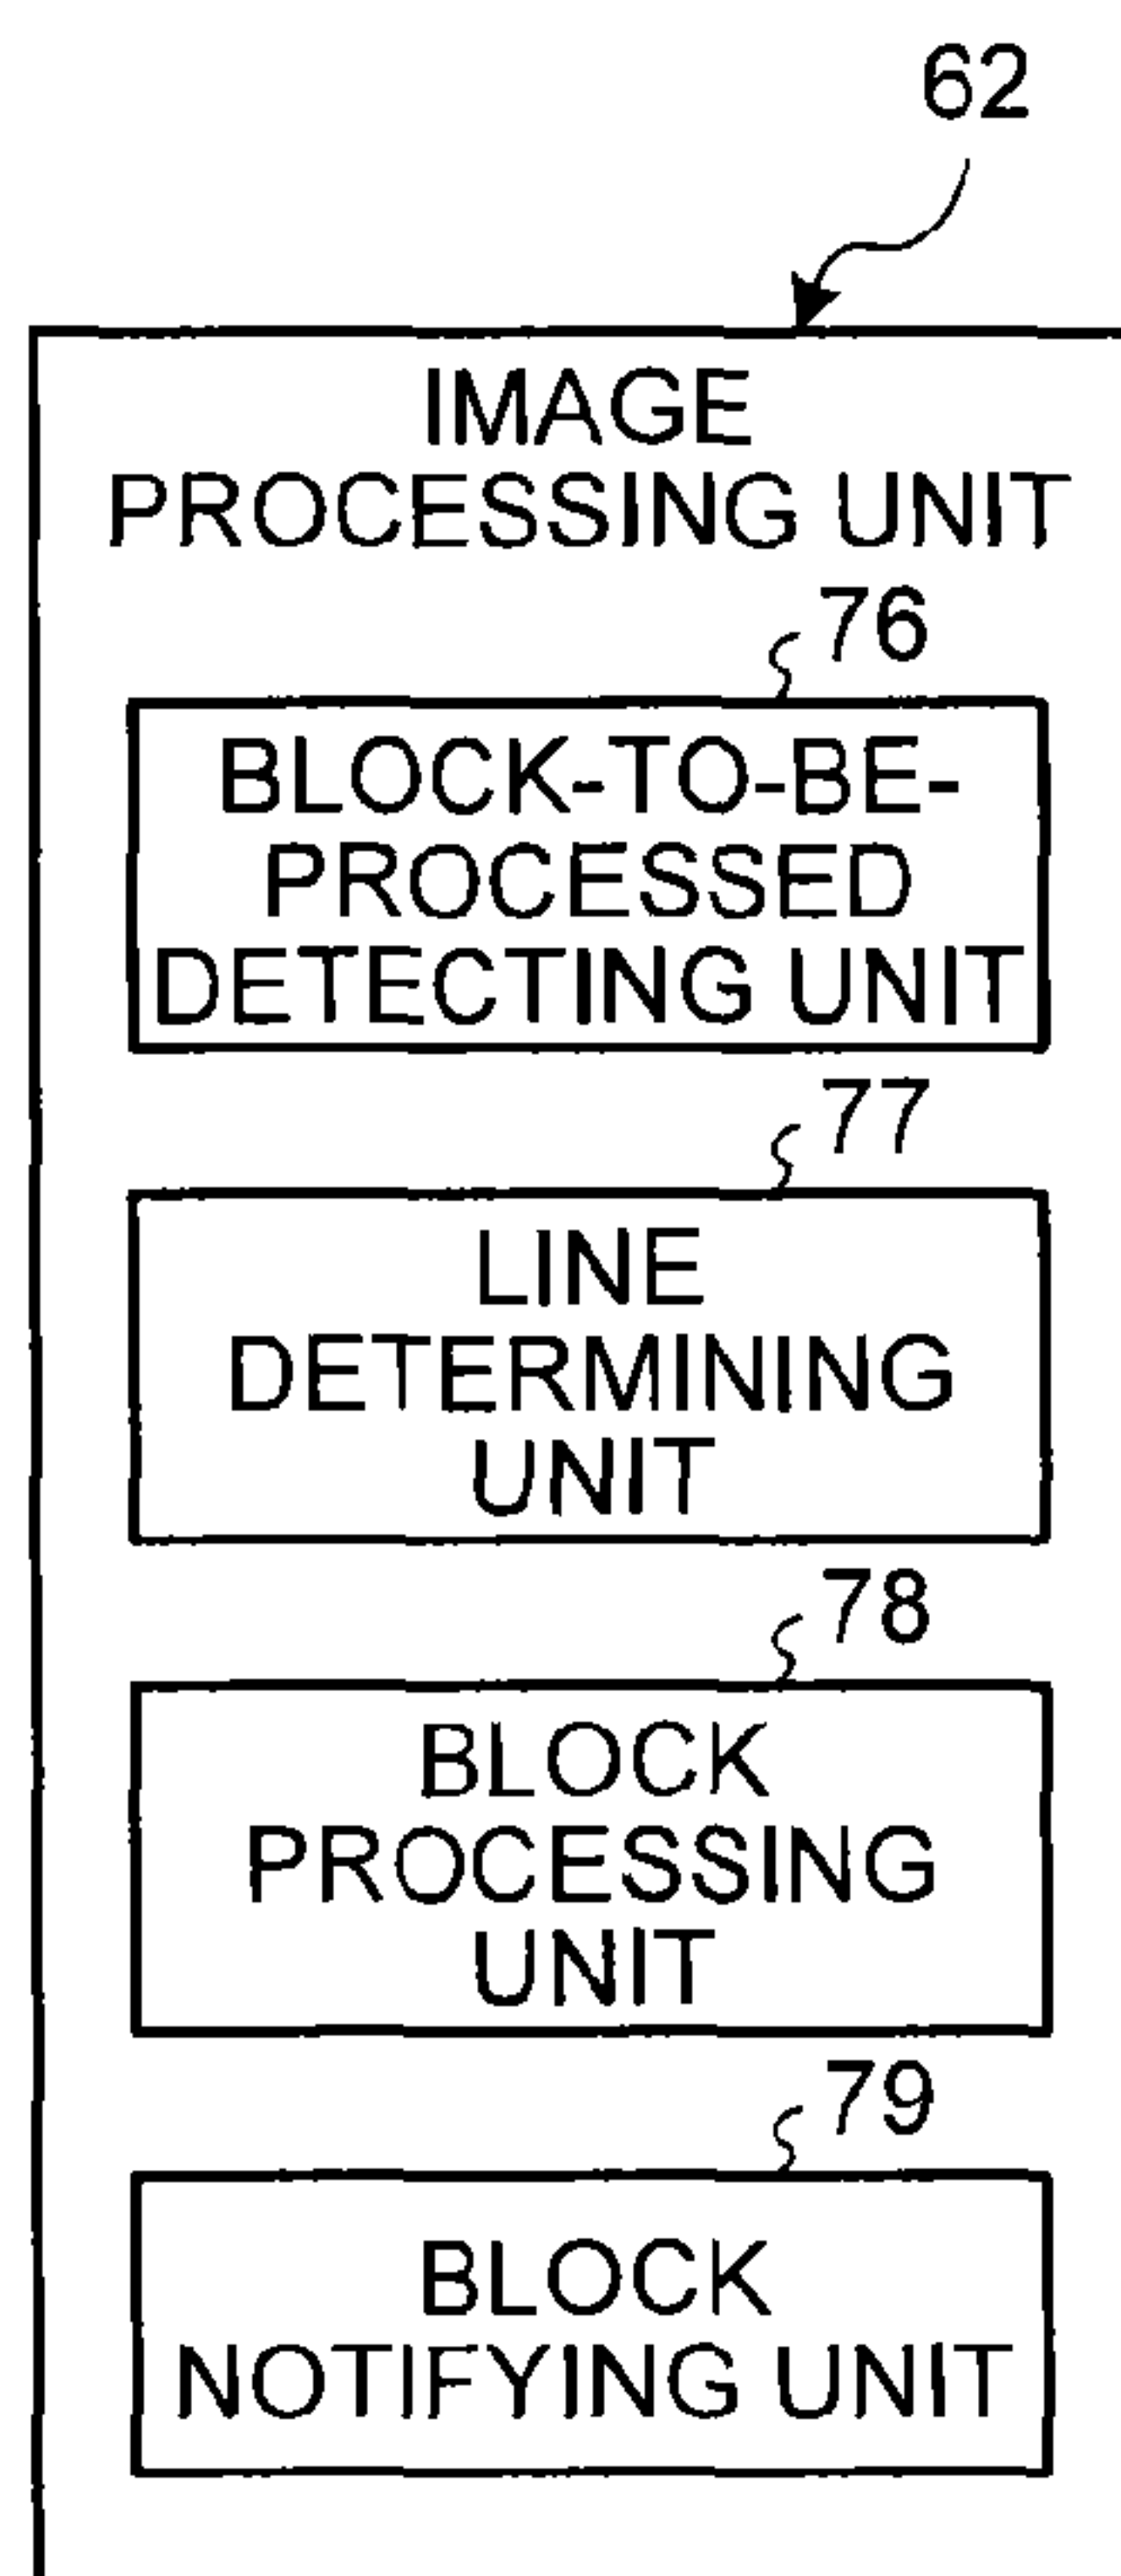 62
IMAGE
PROCESSING UNIT
76
BLOCK-TO-BE-
PROCESSED
DETECTING UNIT
77
LINE
DETERMINING
UNIT
78
BLOCK
PROCESSING
UNIT
79
BLOCK
NOTIFYING UNIT